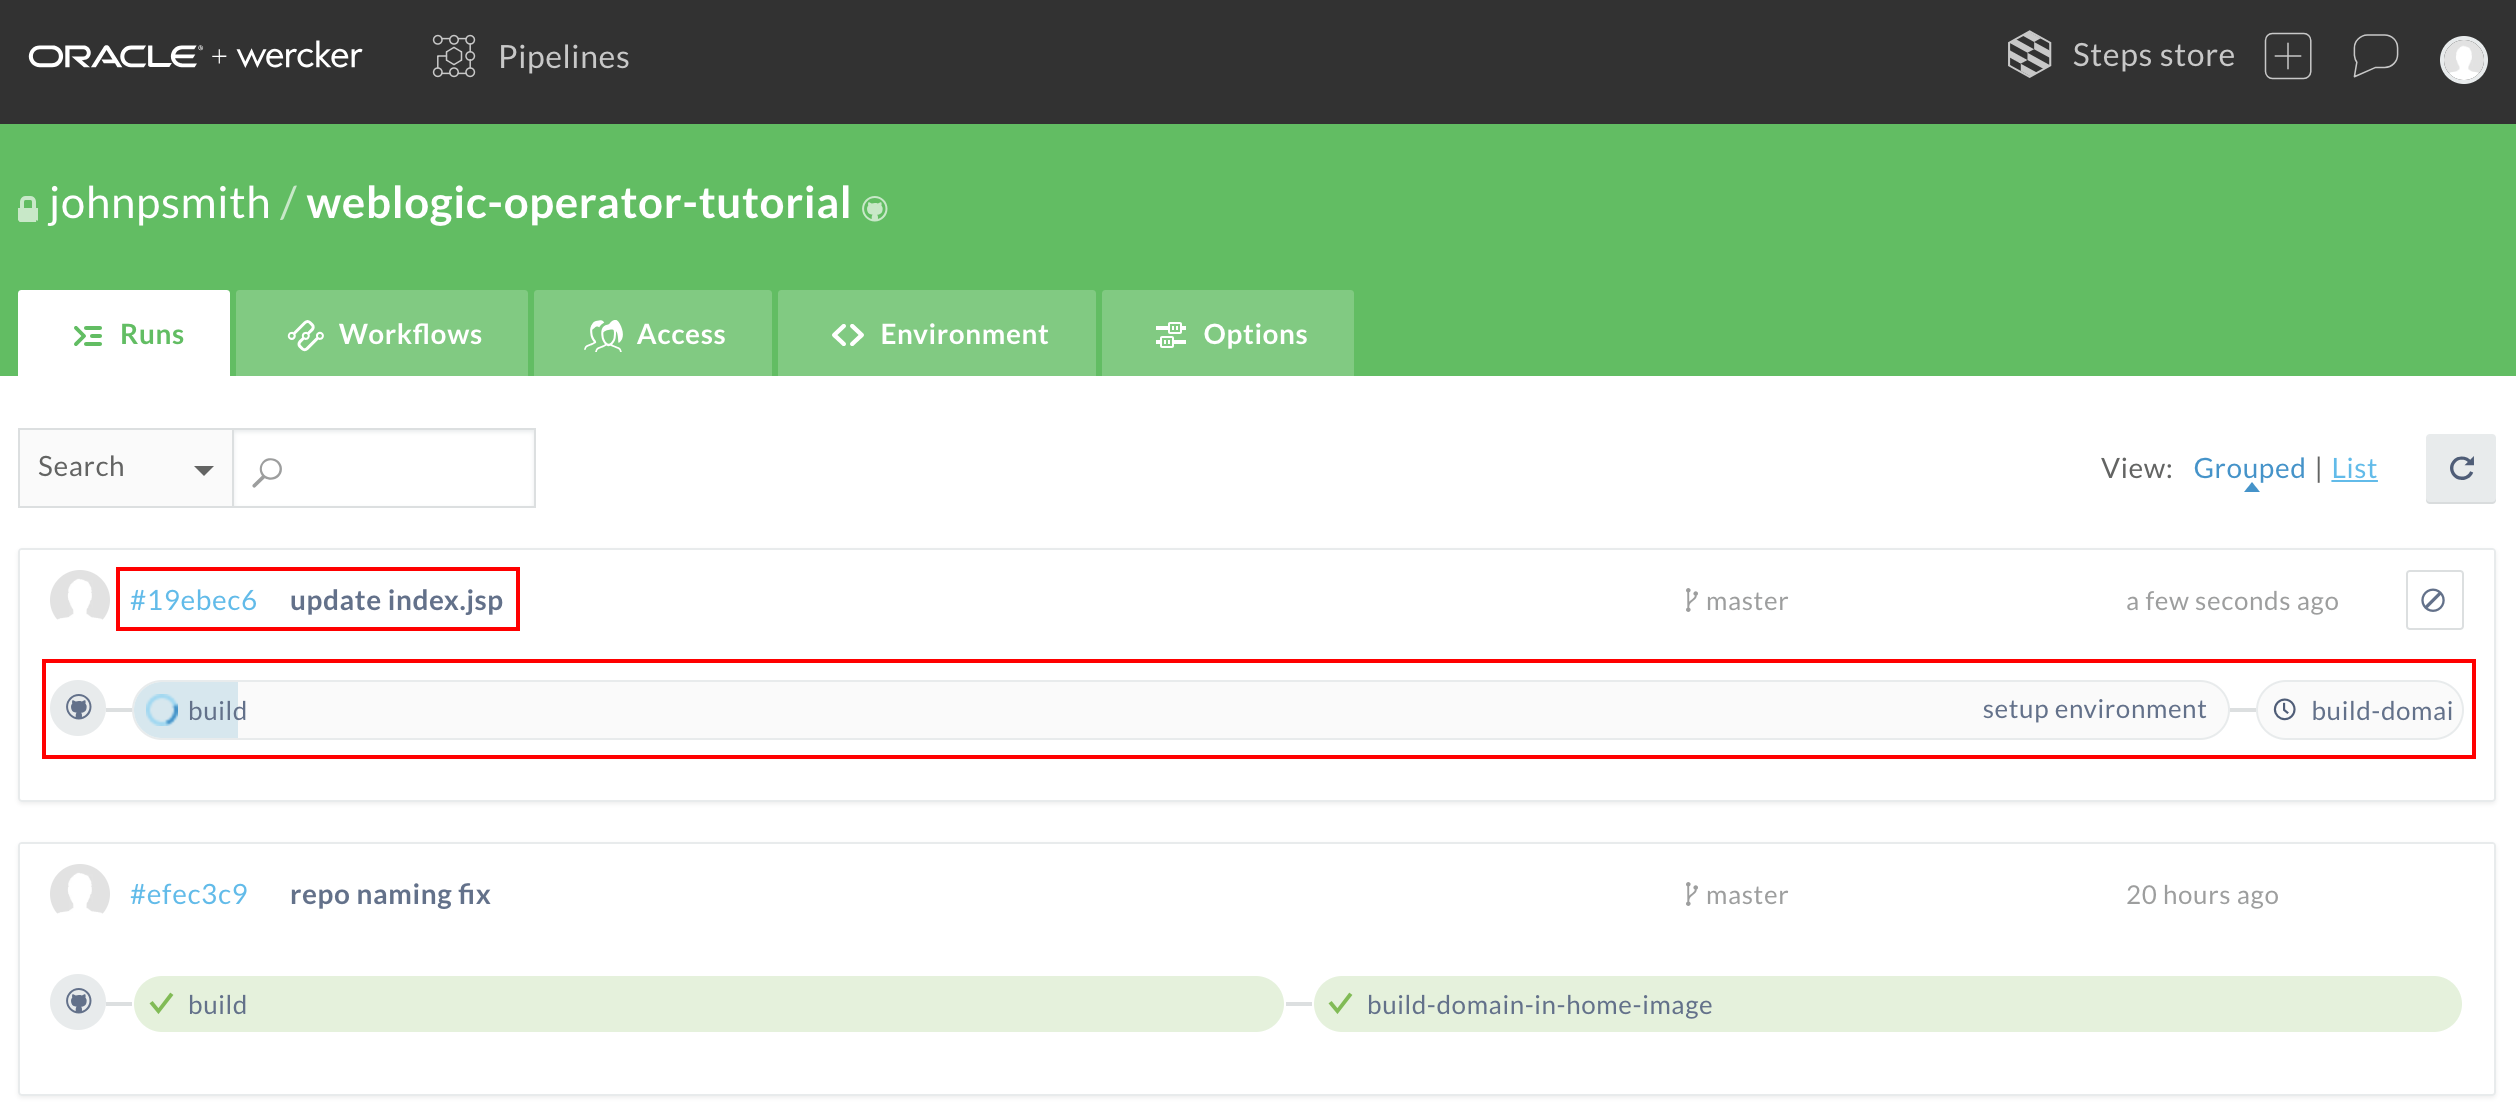 ORACLE + wercker Pipelines Steps store
johnpsmith / weblogic-operator-tutorial
Runs Workflows Access Environment Options
Search View: Grouped | List
#19ebec6 update index.jsp master a few seconds ago
build setup environment build-domai
#efec3c9 repo naming fix master 20 hours ago
build build-domain-in-home-image